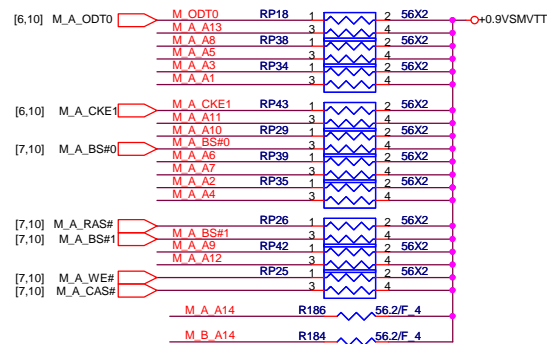 [6,10] M_A_ODT0 M_ODT0 RP18 1 2 56X2 +0.9VSMVTT
M_A_A13 3 4
M_A_A8 RP38 1 2 56X2
M_A_A5 3 4
M_A_A3 RP34 1 2 56X2
M_A_A1 3 4
[6,10] M_A_CKE1 M_A_CKE1 RP43 1 2 56X2
M_A_A11 3 4
M_A_A10 RP29 1 2 56X2
[7,10] M_A_BS#0 M_A_BS#0 3 4
M_A_A6 RP39 1 2 56X2
M_A_A7 3 4
M_A_A2 RP35 1 2 56X2
M_A_A4 3 4
[7,10] M_A_RAS# RP26 1 2 56X2
[7,10] M_A_BS#1 M_A_BS#1 3 4
M_A_A9 RP42 1 2 56X2
M_A_A12 3 4
[7,10] M_A_WE# RP25 1 2 56X2
[7,10] M_A_CAS# 3 4
M_A_A14 R186 56.2/F_4
M_B_A14 R184 56.2/F_4